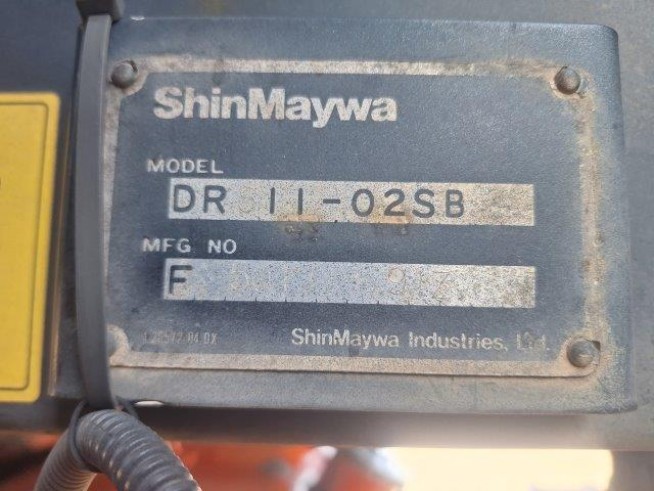 ShinMaywa
MODEL
DR 11-02SB
MFG NO
F
ShinMaywa Industries, Ltd.